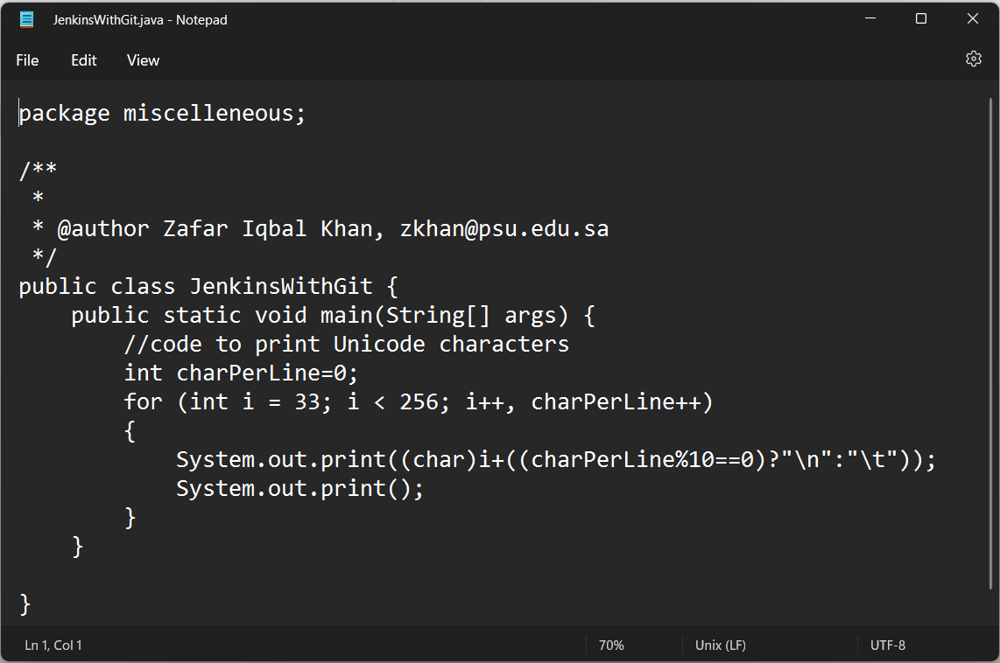 JenkinsWithGit.java - Notepad
File Edit View
package miscelleneous;
/**
 *
 * @author Zafar Iqbal Khan, zkhan@psu.edu.sa
 */
public class JenkinsWithGit {
    public static void main(String[] args) {
        //code to print Unicode characters
        int charPerLine=0;
        for (int i = 33; i < 256; i++, charPerLine++)
        {
            System.out.print((char)i+((charPerLine%10==0)?"\n":"\t"));
            System.out.print();
        }
    }
}
Ln 1, Col 1 70% Unix (LF) UTF-8